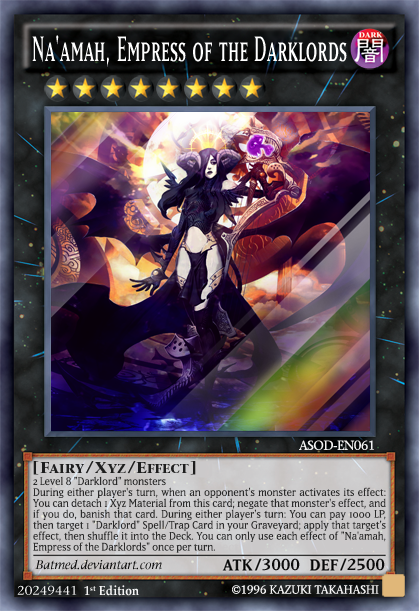 Na'amah, Empress of the Darklords
DARK
闇
ASOD-EN061
[Fairy/Xyz/Effect]
2 Level 8 "Darklord" monsters
During either player's turn, when an opponent's monster activates its effect:
You can detach 1 Xyz Material from this card; negate that monster's effect, and
if you do, banish that card. During either player's turn: You can pay 1000 LP,
then target 1 "Darklord" Spell/Trap Card in your Graveyard; apply that target's
effect, then shuffle it into the Deck. You can only use each effect of "Na'amah,
Empress of the Darklords" once per turn.
Batmed.deviantart.com
ATK/3000 DEF/2500
20249441 1st Edition
©1996 KAZUKI TAKAHASHI